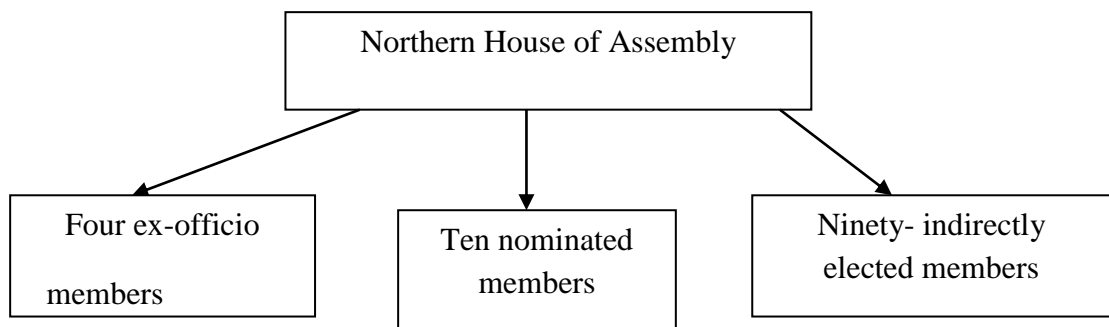 Northern House of Assembly
Four ex-officio
members
Ten nominated
members
Ninety- indirectly
elected members